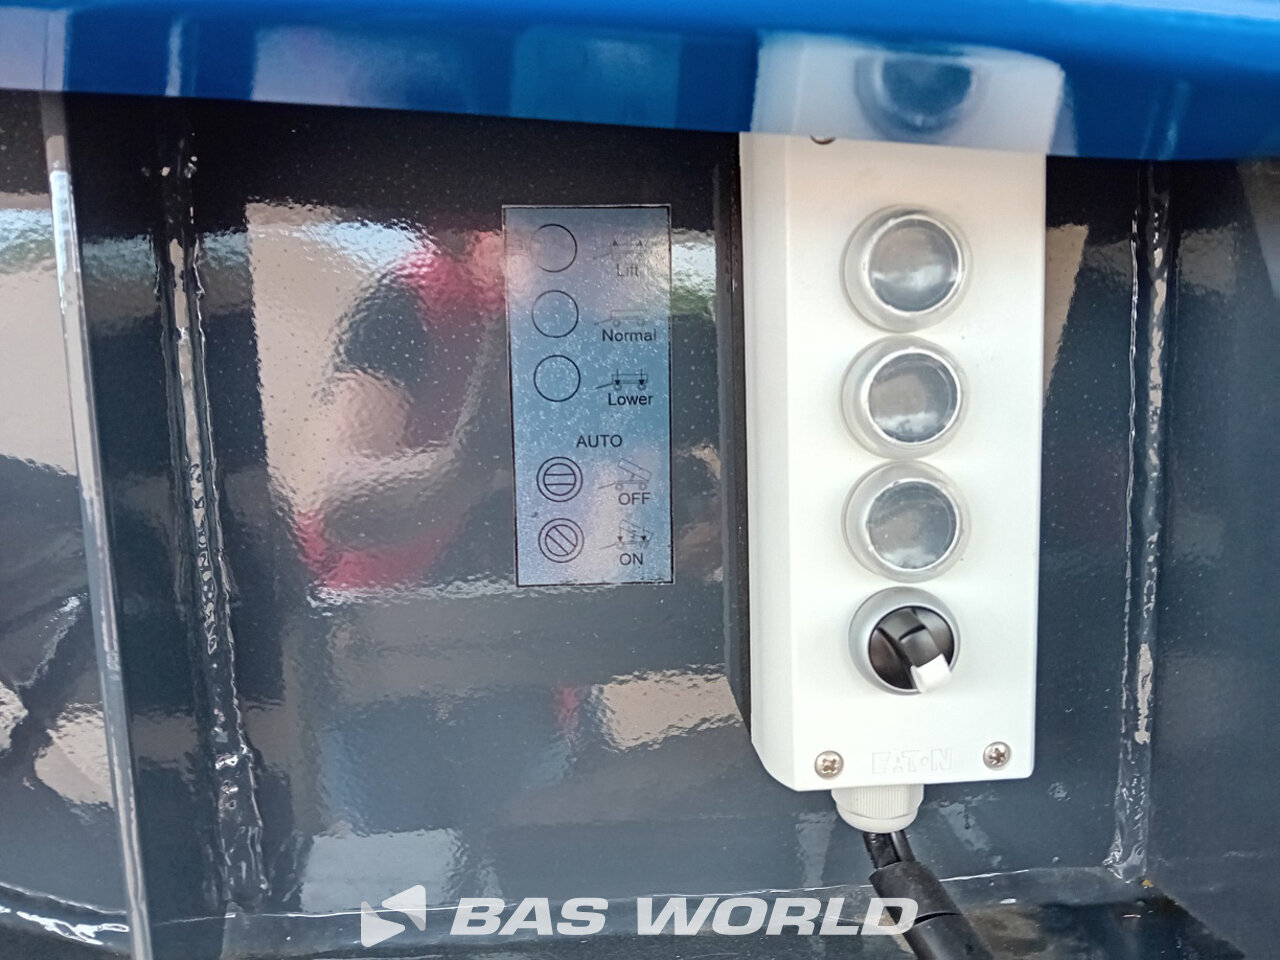 Lift
Normal
Lower
AUTO
OFF
ON
EATON
BAS WORLD